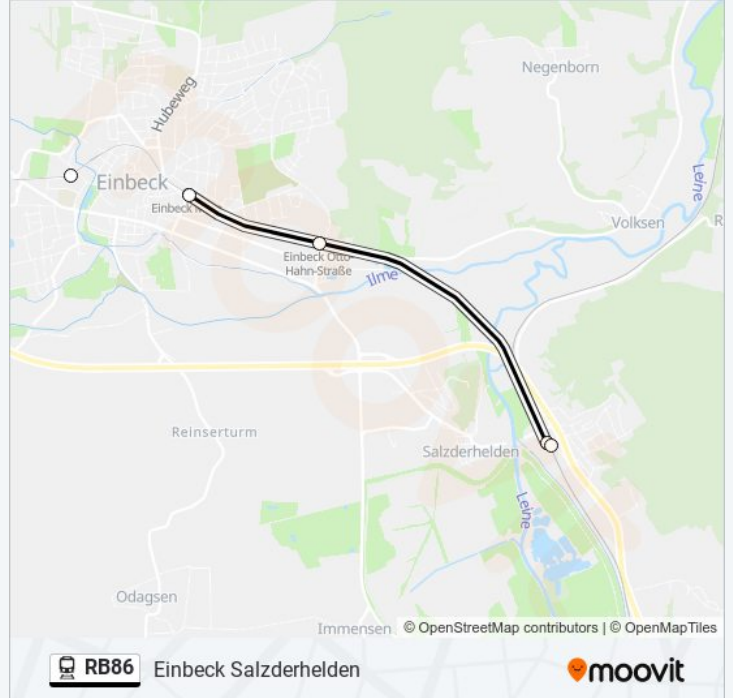 Negenborn
Hubeweg
Leine
Einbeck
Einbeck
Volksen
R
Einbeck Otto-
Hahn-Straße
Ilme
Reinserturm
Salzderhelden
Leine
Odagsen
Immensen
© OpenStreetMap contributors | © OpenMapTiles
RB86
Einbeck Salzderhelden
moovit